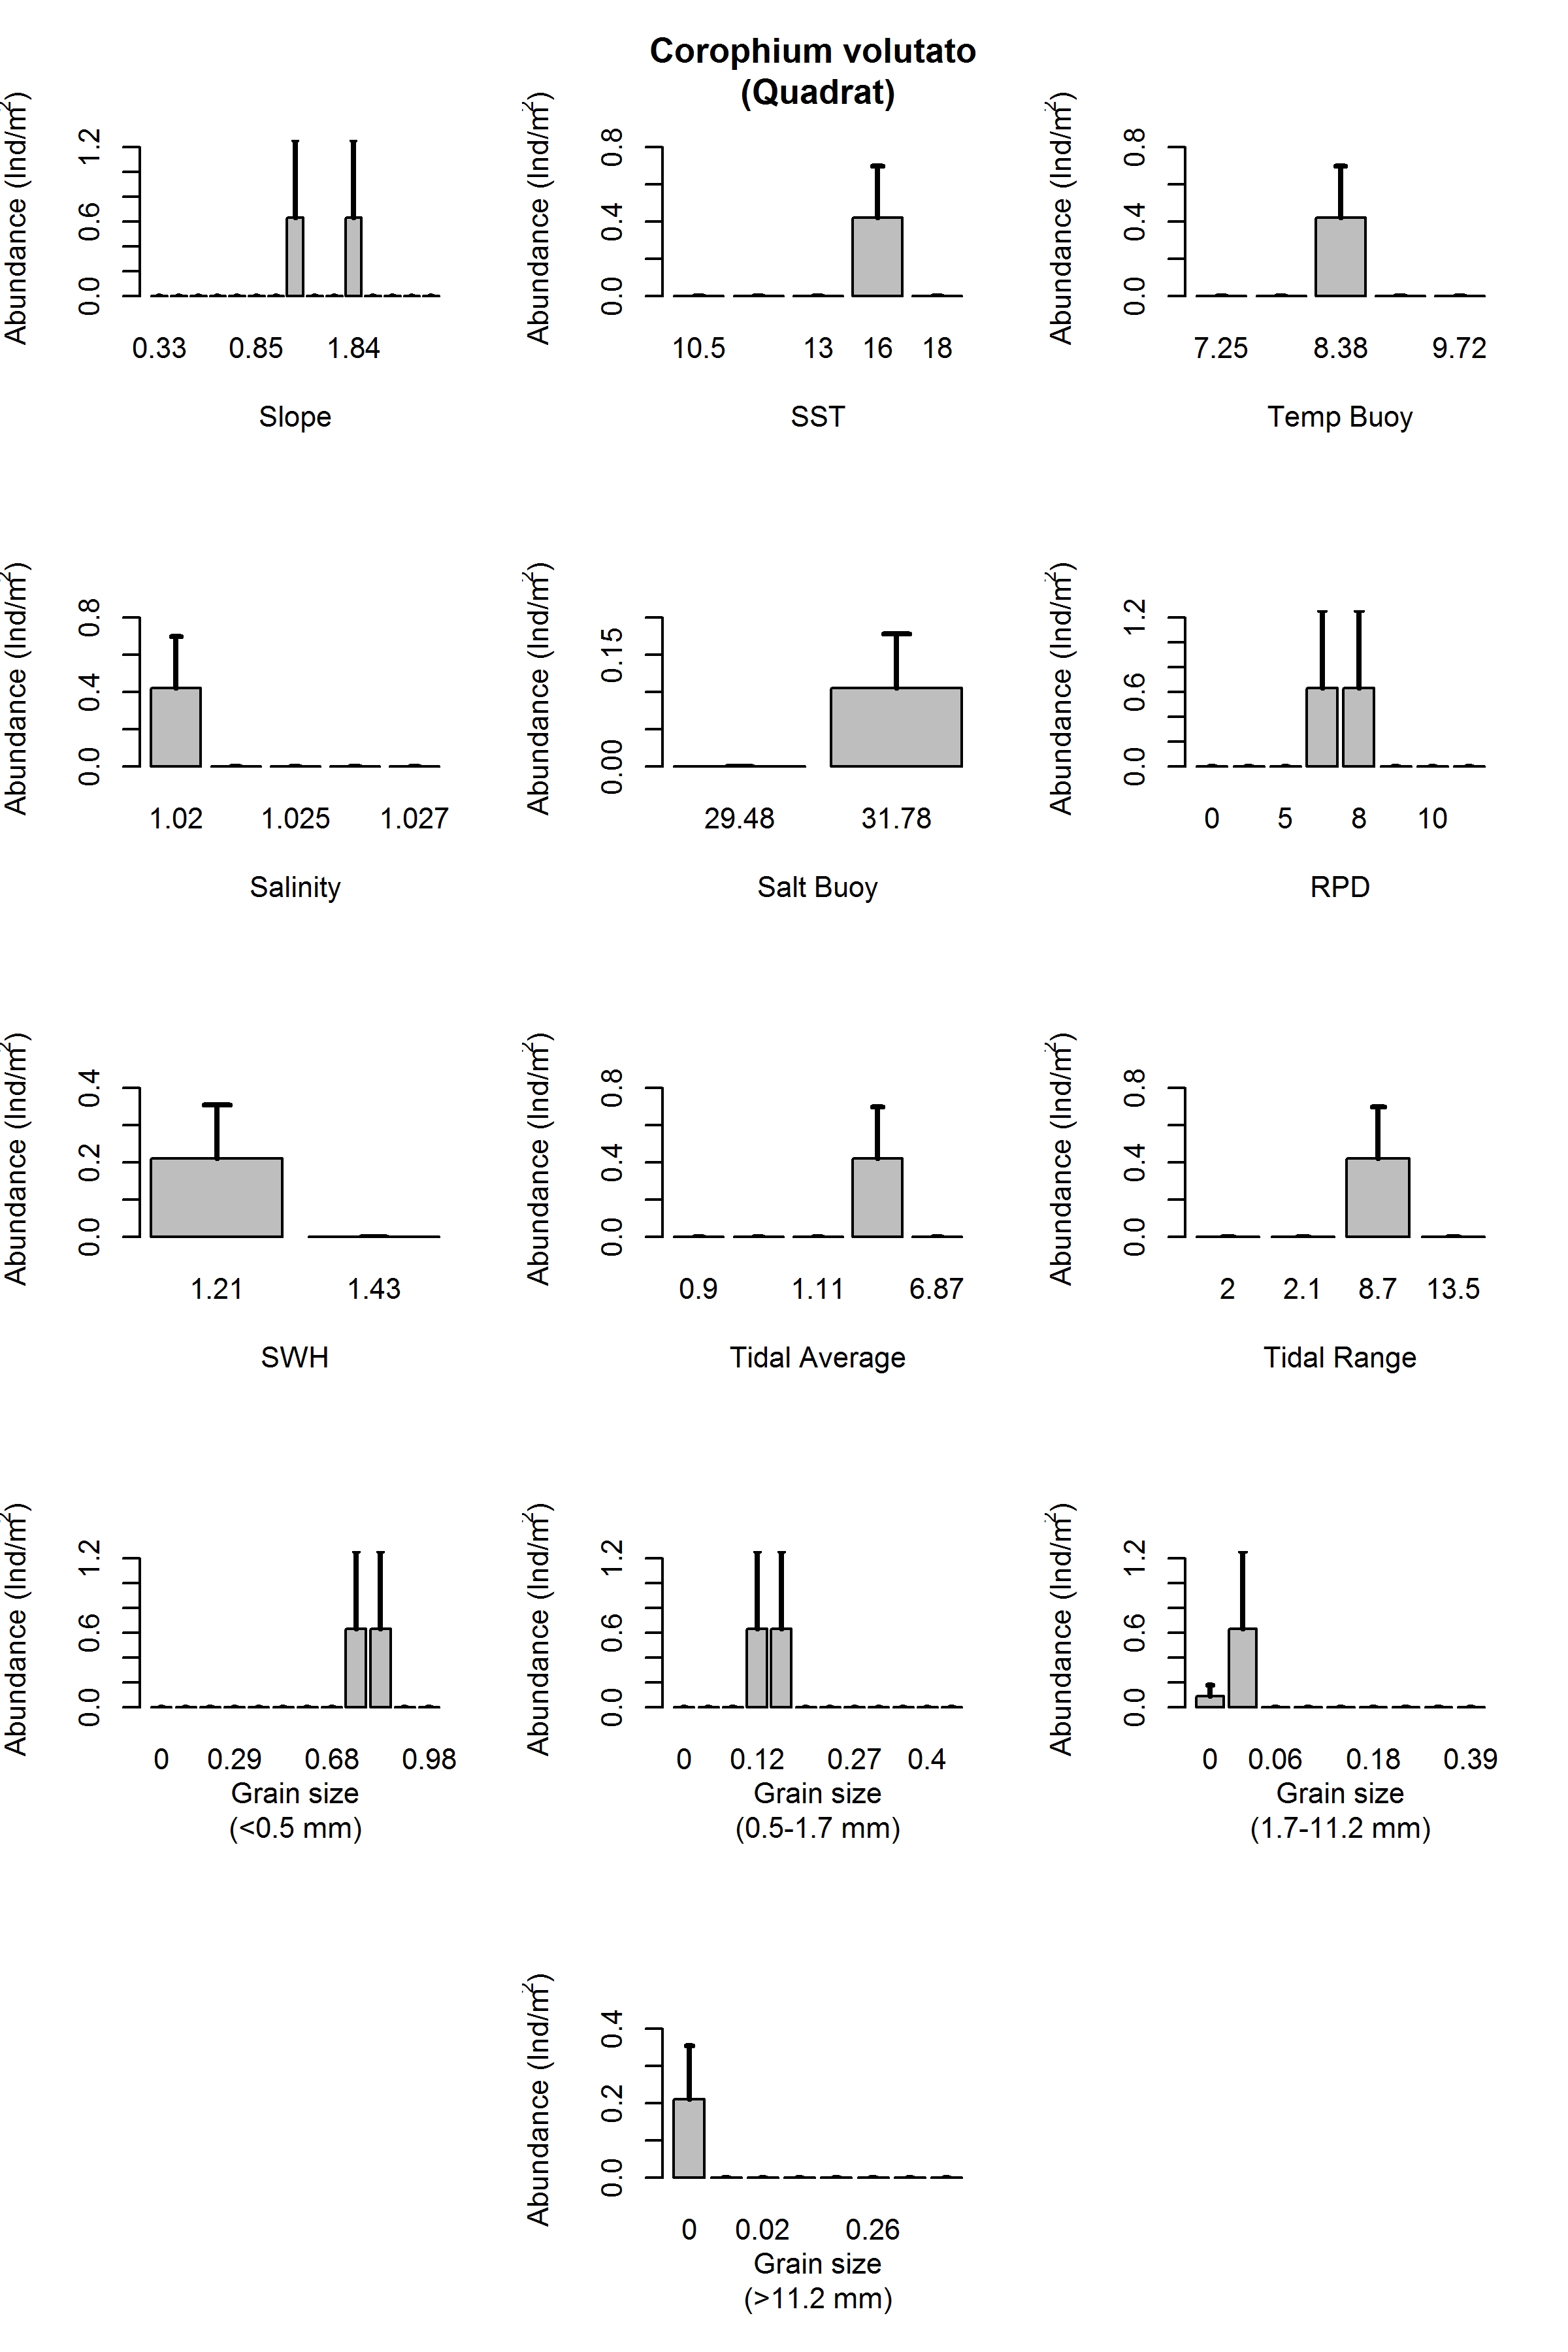 Corophium volutato
(Quadrat)
Abundance (Ind/m²)
0.0 0.6 1.2
0.33 0.85 1.84
Slope
Abundance (Ind/m²)
0.0 0.4 0.8
10.5 13 16 18
SST
Abundance (Ind/m²)
0.0 0.4 0.8
7.25 8.38 9.72
Temp Buoy
Abundance (Ind/m²)
0.0 0.4 0.8
1.02 1.025 1.027
Salinity
Abundance (Ind/m²)
0.00 0.15
29.48 31.78
Salt Buoy
Abundance (Ind/m²)
0.0 0.6 1.2
0 5 8 10
RPD
Abundance (Ind/m²)
0.0 0.2 0.4
1.21 1.43
SWH
Abundance (Ind/m²)
0.0 0.4 0.8
0.9 1.11 6.87
Tidal Average
Abundance (Ind/m²)
0.0 0.4 0.8
2 2.1 8.7 13.5
Tidal Range
Abundance (Ind/m²)
0.0 0.6 1.2
0 0.29 0.68 0.98
Grain size
(<0.5 mm)
Abundance (Ind/m²)
0.0 0.6 1.2
0 0.12 0.27 0.4
Grain size
(0.5-1.7 mm)
Abundance (Ind/m²)
0.0 0.6 1.2
0 0.06 0.18 0.39
Grain size
(1.7-11.2 mm)
Abundance (Ind/m²)
0.0 0.2 0.4
0 0.02 0.26
Grain size
(>11.2 mm)